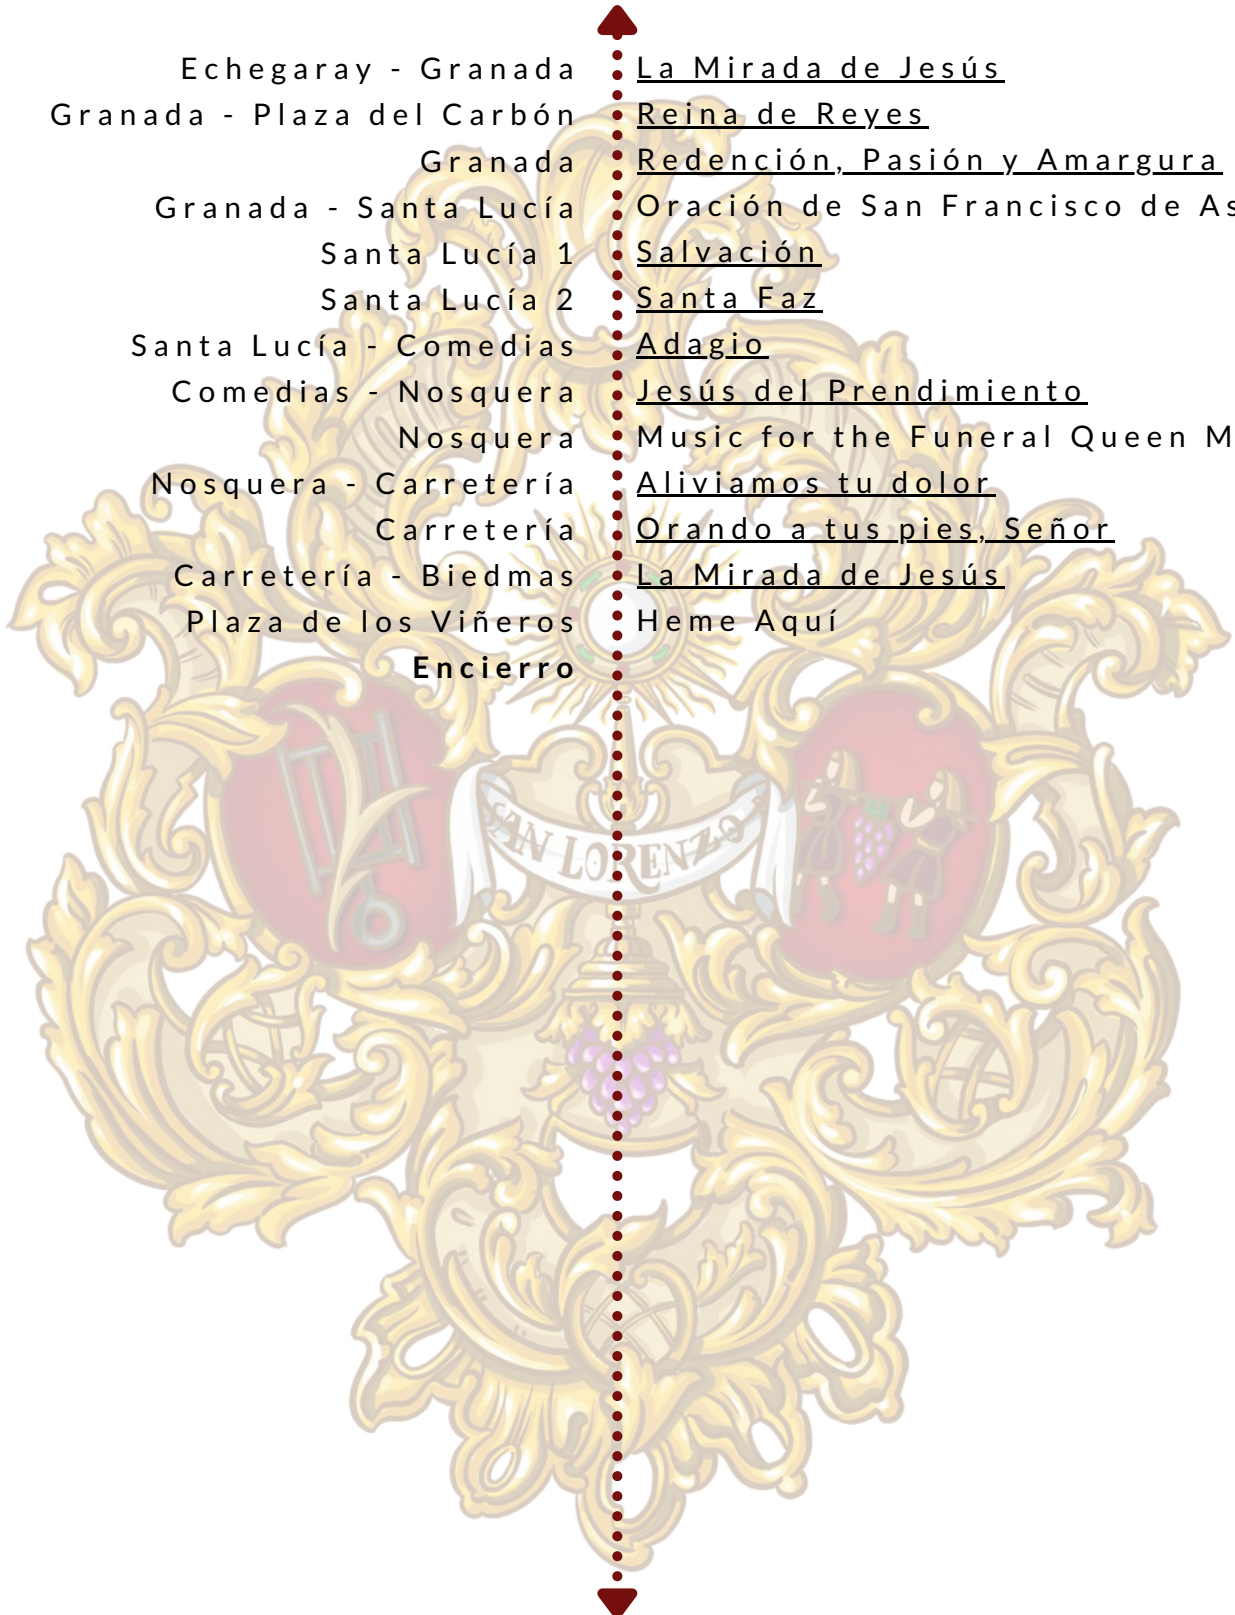 Echegaray - Granada La Mirada de Jesús
Granada - Plaza del Carbón Reina de Reyes
Granada Redención, Pasión y Amargura
Granada - Santa Lucía Oración de San Francisco de As
Santa Lucía 1 Salvación
Santa Lucía 2 Santa Faz
Santa Lucía - Comedias Adagio
Comedias - Nosquera Jesús del Prendimiento
Nosquera Music for the Funeral Queen M
Nosquera - Carretería Aliviamos tu dolor
Carretería Orando a tus pies, Señor
Carretería - Biedmas La Mirada de Jesús
Plaza de los Viñeros Heme Aquí
Encierro
SAN LORENZO